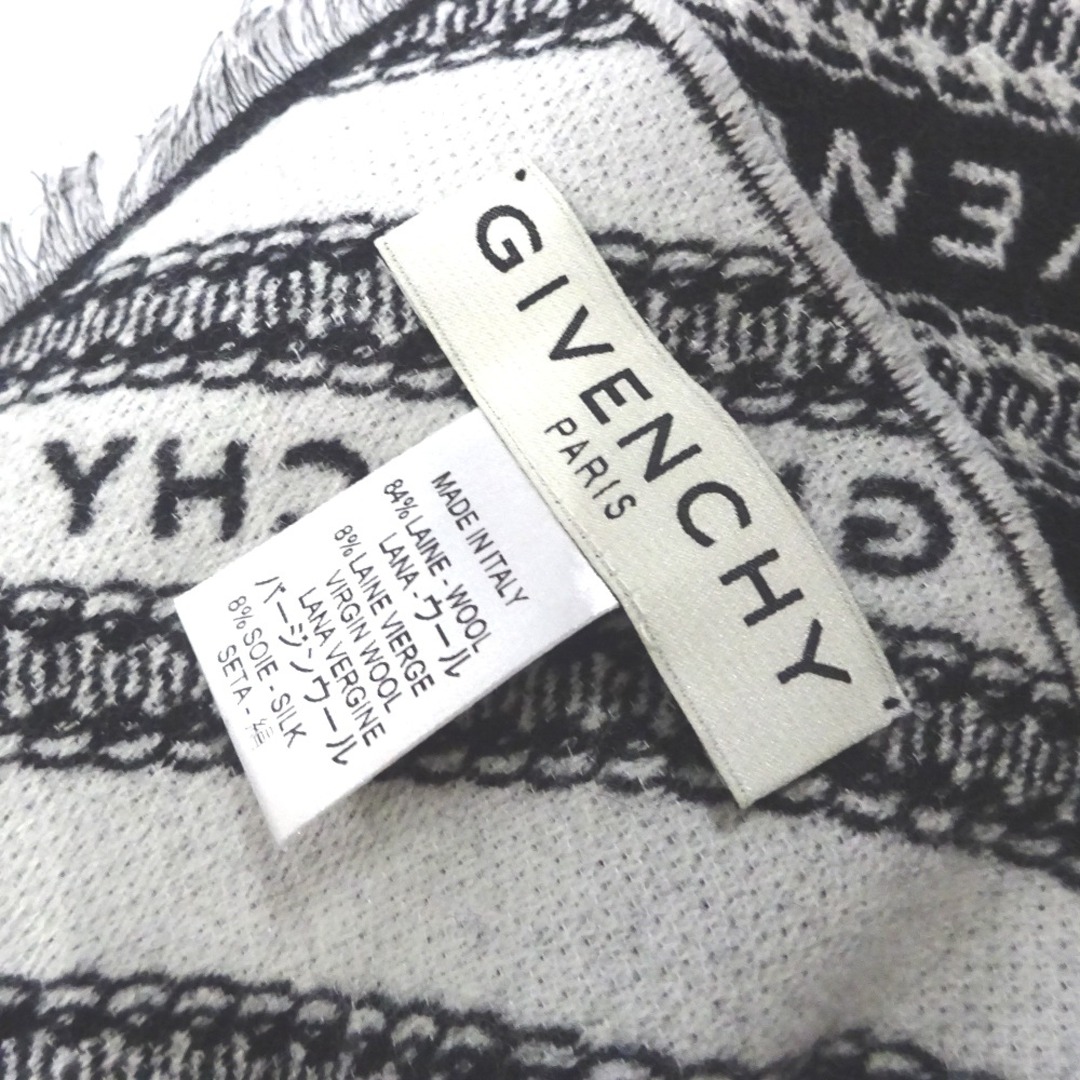 GIVENCHY
PARIS
MADE IN ITALY
84% LAINE - WOOL
LANA - ウール
8% LAINE VIERGE
VIRGIN WOOL
LANA VERGINE
バージンウール
8% SOIE - SILK
SETA - 絹